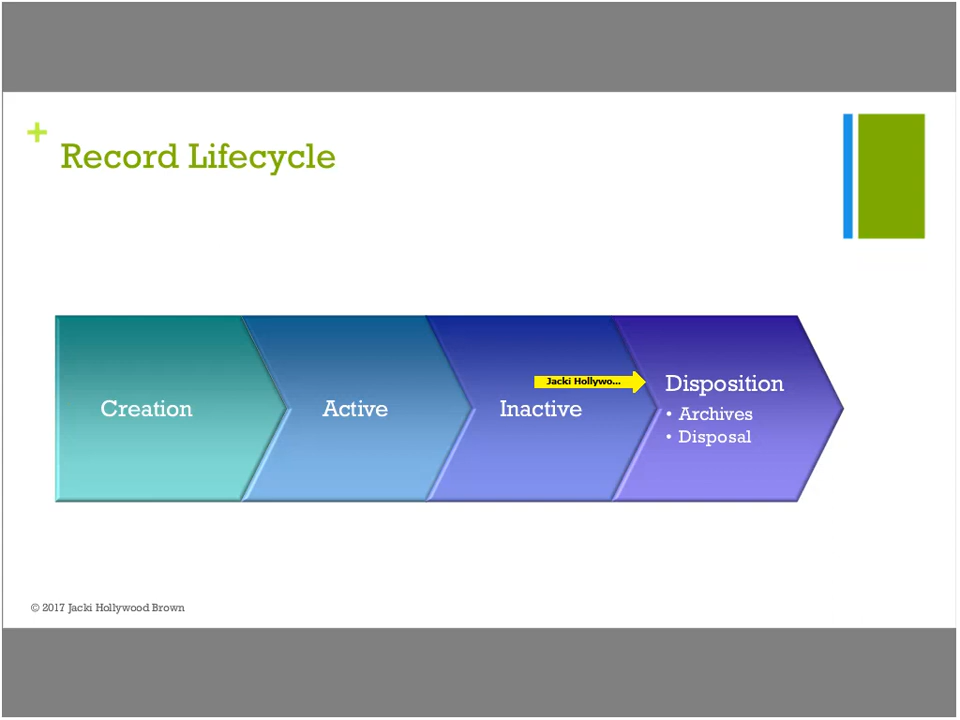 +
Record Lifecycle
Creation
Active
Inactive
Jacki Hollywo...
Disposition
• Archives
• Disposal
© 2017 Jacki Hollywood Brown